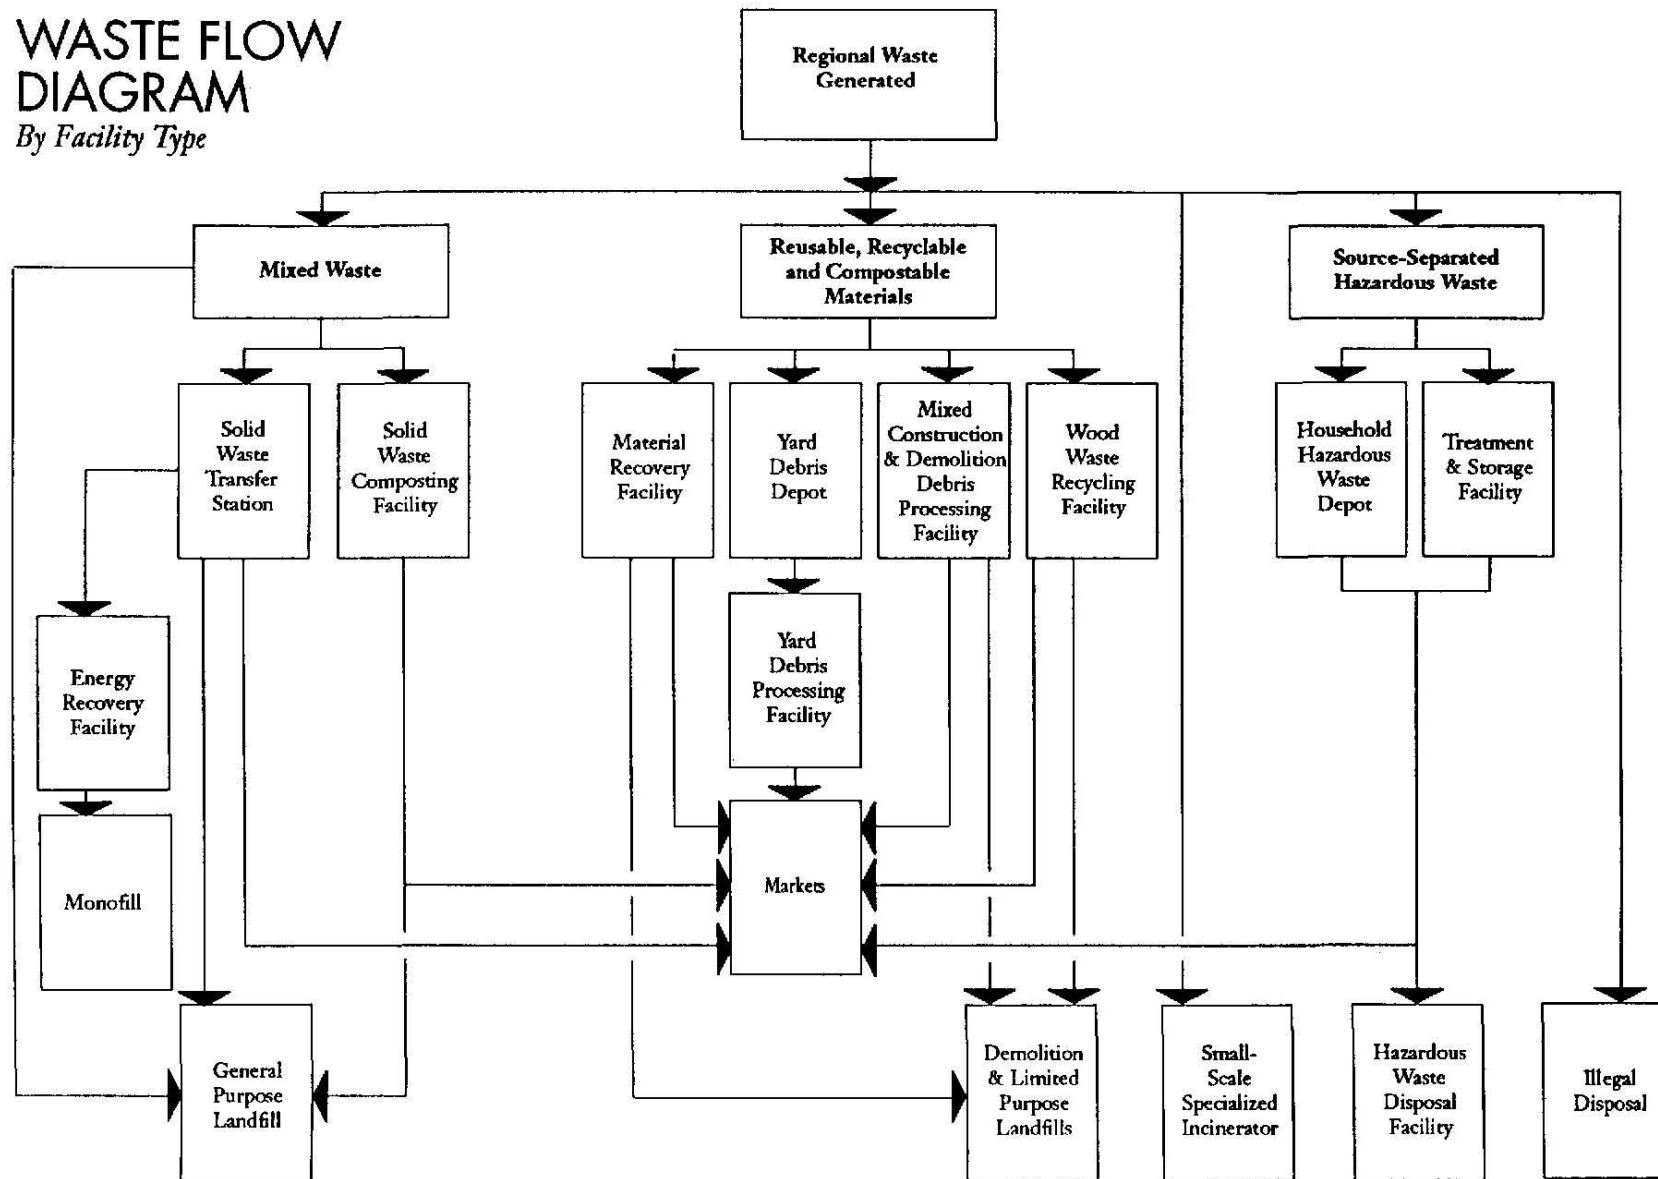 WASTE FLOW
DIAGRAM
By Facility Type
Regional Waste
Generated
Mixed Waste
Reusable, Recyclable
and Compostable
Materials
Source-Separated
Hazardous Waste
Solid
Waste
Transfer
Station
Solid
Waste
Composting
Facility
Material
Recovery
Facility
Yard
Debris
Depot
Mixed
Construction
& Demolition
Debris
Processing
Facility
Wood
Waste
Recycling
Facility
Household
Hazardous
Waste
Depot
Treatment
& Storage
Facility
Energy
Recovery
Facility
Yard
Debris
Processing
Facility
Monofill
Markets
General
Purpose
Landfill
Demolition
& Limited
Purpose
Landfills
Small-
Scale
Specialized
Incinerator
Hazardous
Waste
Disposal
Facility
Illegal
Disposal